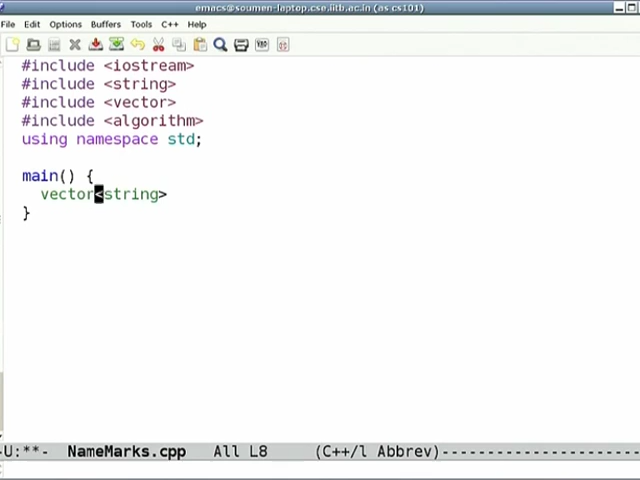 emacs@soumen-laptop.cse.iitb.ac.in (as cs101)
File Edit Options Buffers Tools C++ Help
#include <iostream>
#include <string>
#include <vector>
#include <algorithm>
using namespace std;
main() {
vector<string>
}
-U:**- NameMarks.cpp All L8 (C++/l Abbrev)------------------------